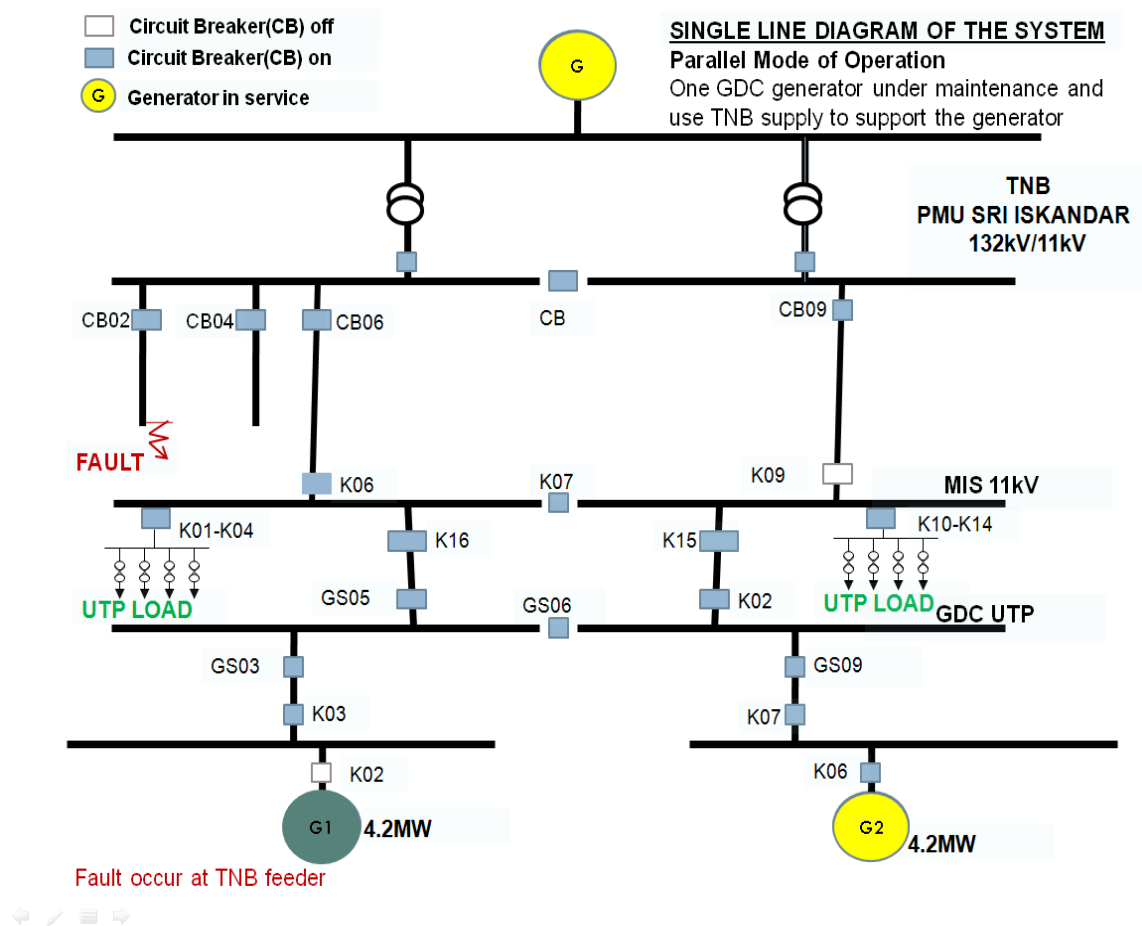 Circuit Breaker(CB) off
Circuit Breaker(CB) on
G Generator in service
SINGLE LINE DIAGRAM OF THE SYSTEM
Parallel Mode of Operation
One GDC generator under maintenance and
use TNB supply to support the generator
G
TNB
PMU SRI ISKANDAR
132kV/11kV
CB02
CB04
CB06
CB
CB09
FAULT
K06
K07
K09
MIS 11kV
K01-K04
K16
K15
K10-K14
UTP LOAD
GS05
GS06
K02
UTP LOAD
GDC UTP
GS03
GS09
K03
K07
K02
K06
G1
4.2MW
G2
4.2MW
Fault occur at TNB feeder